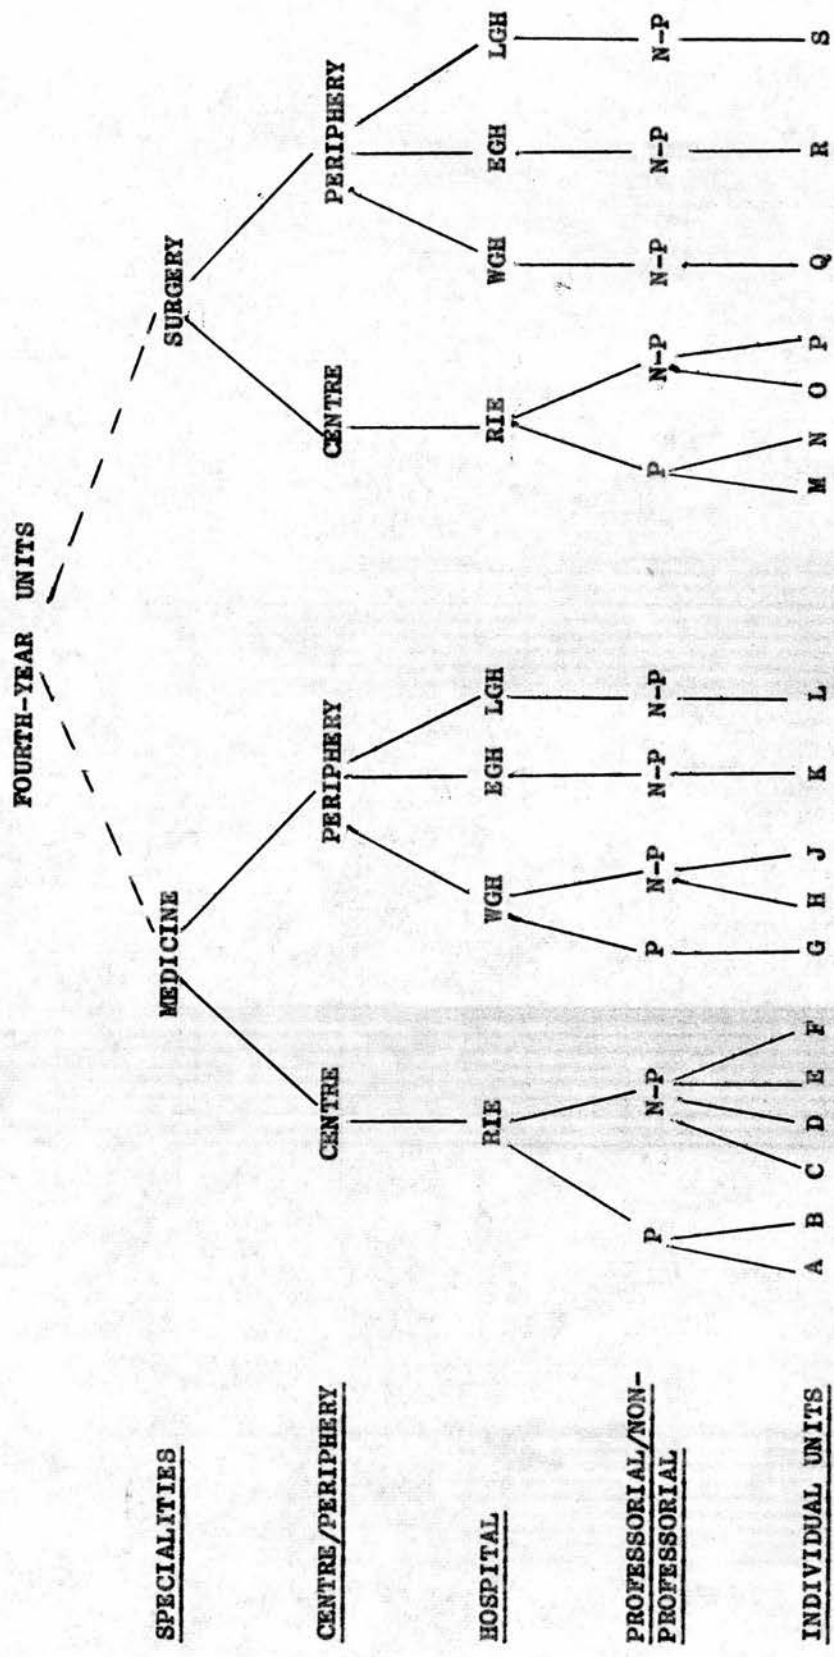 FOURTH-YEAR UNITS
SPECIALITIES MEDICINE SURGERY
CENTRE/PERIPHERY CENTRE PERIPHERY CENTRE PERIPHERY
HOSPITAL RIE WGH EGH LGH RIE WGH EGH LGH
PROFESSORIAL/NON-
PROFESSORIAL P N-P P N-P N-P N-P P N-P N-P N-P N-P
INDIVIDUAL UNITS A B C D E F G H J K L M N O P Q R S